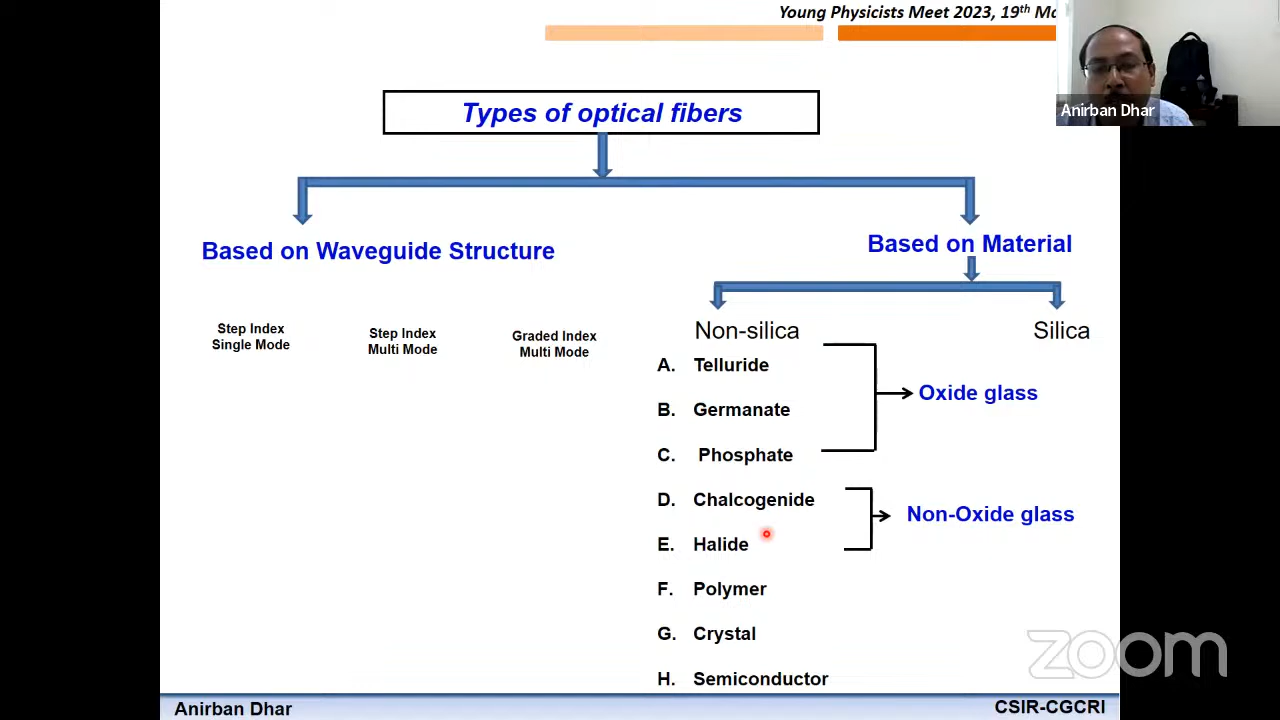 Young Physicists Meet 2023, 19th
Anirban Dhar
Types of optical fibers
Based on Waveguide Structure
Based on Material
Step Index
Single Mode
Step Index
Multi Mode
Graded Index
Multi Mode
Non-silica
Silica
A. Telluride
B. Germanate
C. Phosphate
Oxide glass
D. Chalcogenide
E. Halide
Non-Oxide glass
F. Polymer
G. Crystal
H. Semiconductor
zoom
Anirban Dhar
CSIR-CGCRI